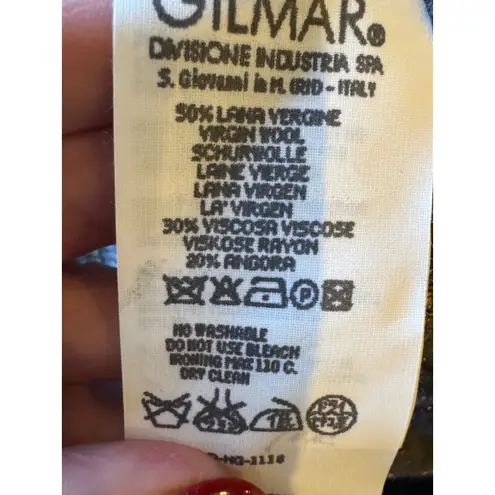 GILMAR®
DIVISIONE INDUSTRIA SPA
S. Giovanni in M. (RN) - ITALY
50% LANA VERGINE
VIRGIN WOOL
SCHURWOLLE
LAINE VIERGE
LANA VIRGEN
LA' VIRGEN
30% VISCOSA VISCOSE
VISKOSE RAYON
20% ANGORA
P
NO WASHABLE
DO NOT USE BLEACH
IRONING MAX 110 C.
DRY CLEAN
-MG-1118